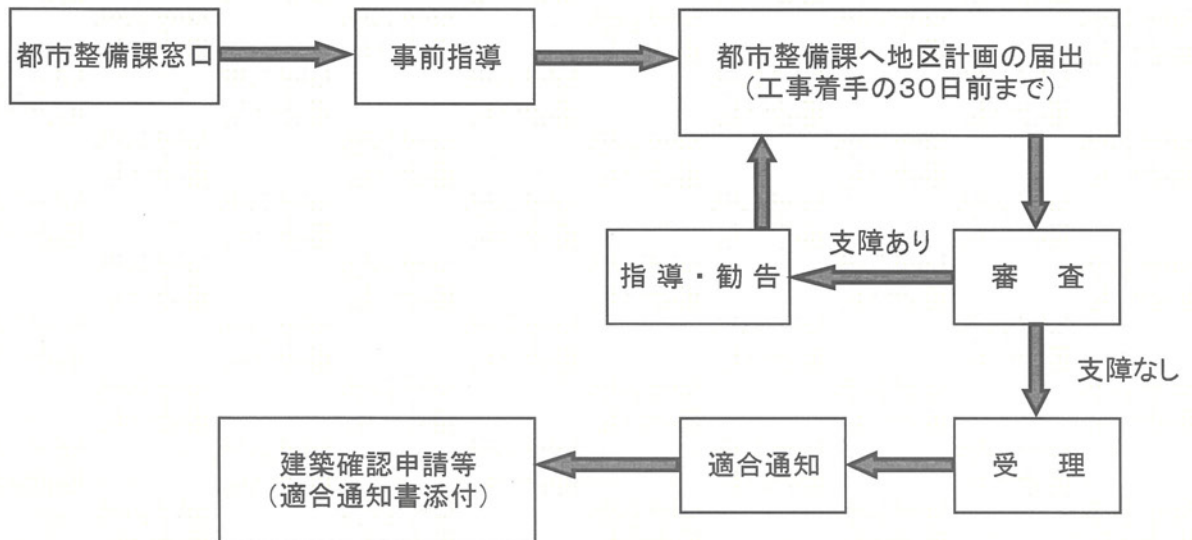 都市整備課窓口
事前指導
都市整備課へ地区計画の届出
（工事着手の３０日前まで）
支障あり
指 導 ・ 勧 告
審　査
支障なし
建築確認申請等
（適合通知書添付）
適合通知
受　理